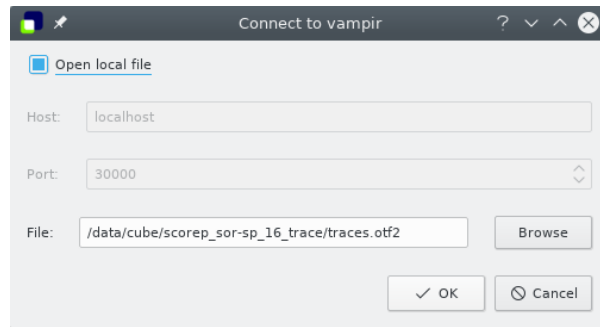 Connect to vampir
Open local file
Host: localhost
Port: 30000
File: /data/cube/scorep_sor-sp_16_trace/traces.otf2 Browse
OK Cancel